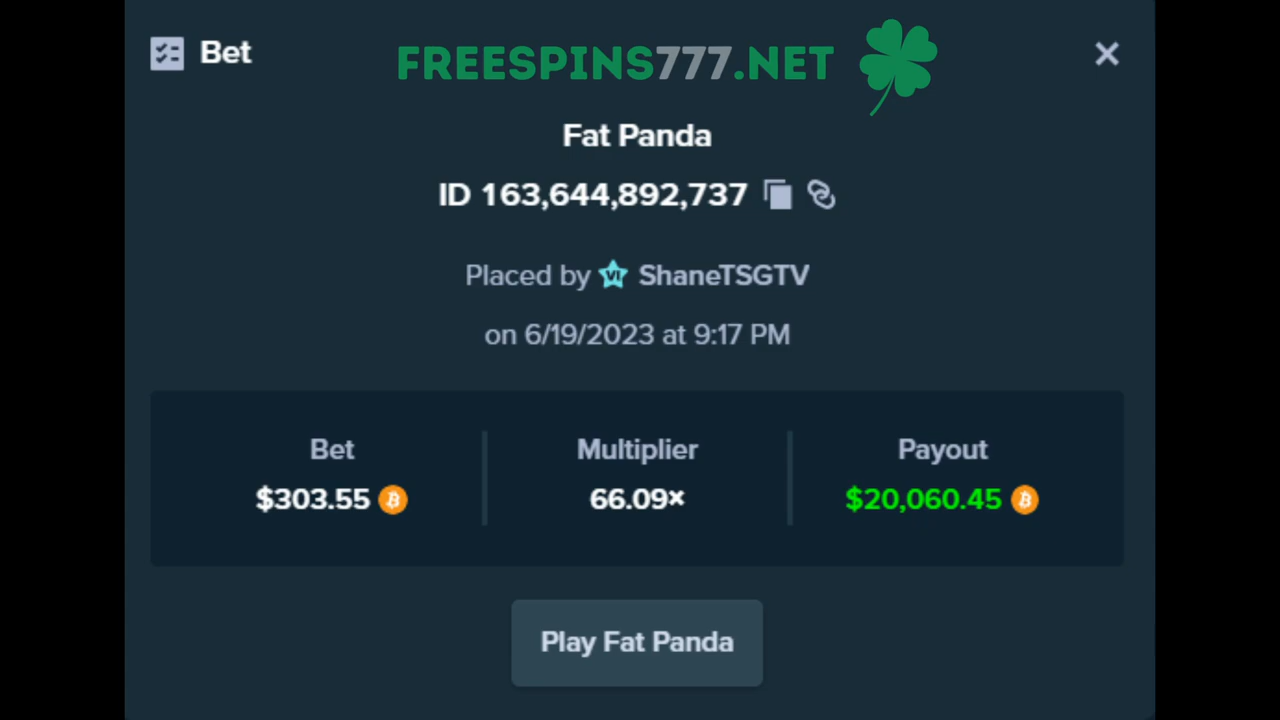 Bet
FREESPINS777.NET
Fat Panda
ID 163,644,892,737
Placed by VI ShaneTSGTV
on 6/19/2023 at 9:17 PM
Bet Multiplier Payout
$303.55 66.09× $20,060.45
Play Fat Panda